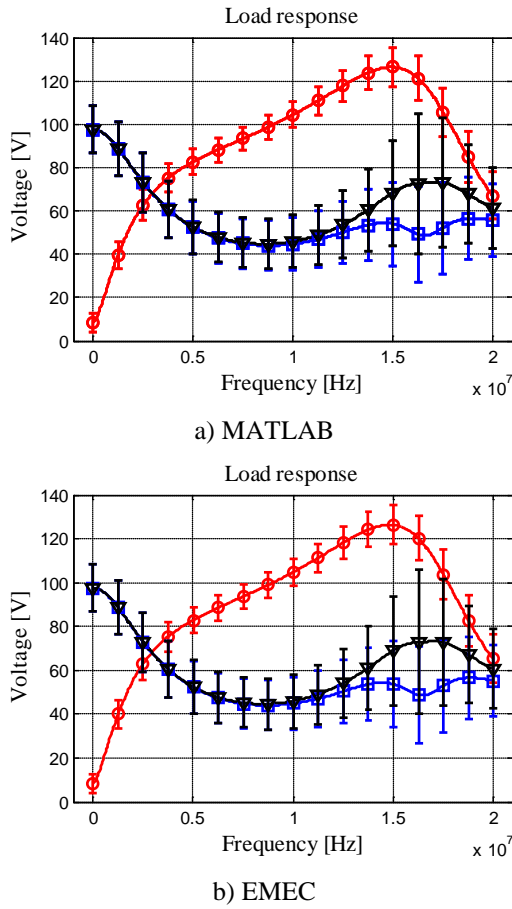 Load response
Voltage [V]
140
120
100
80
60
40
20
0
0 0.5 1 1.5 2
Frequency [Hz]
x 10^7
a) MATLAB
Load response
Voltage [V]
140
120
100
80
60
40
20
0
0 0.5 1 1.5 2
Frequency [Hz]
x 10^7
b) EMEC